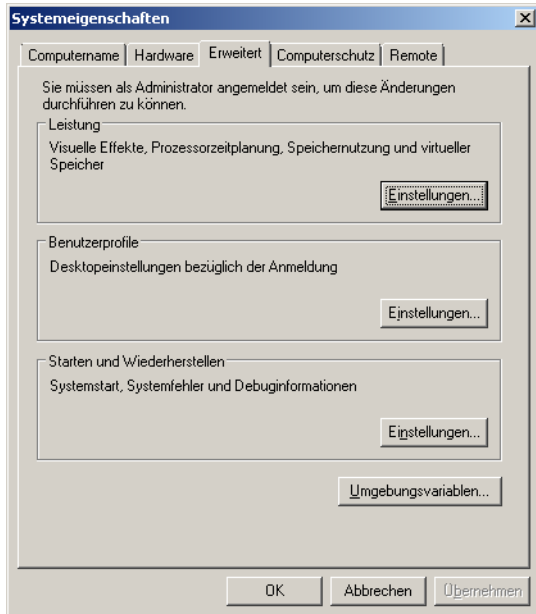 Systemeigenschaften
Computername Hardware Erweitert Computerschutz Remote
Sie müssen als Administrator angemeldet sein, um diese Änderungen
durchführen zu können.
Leistung
Visuelle Effekte, Prozessorzeitplanung, Speichernutzung und virtueller
Speicher
Einstellungen...
Benutzerprofile
Desktopeinstellungen bezüglich der Anmeldung
Einstellungen...
Starten und Wiederherstellen
Systemstart, Systemfehler und Debuginformationen
Einstellungen...
Umgebungsvariablen...
OK Abbrechen Übernehmen